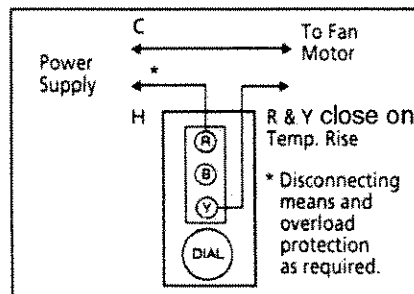 C
To Fan
Motor
Power
Supply
*
H
R & Y close on
Temp. Rise
R
B
Y
* Disconnecting
means and
overload
protection
as required.
DIAL